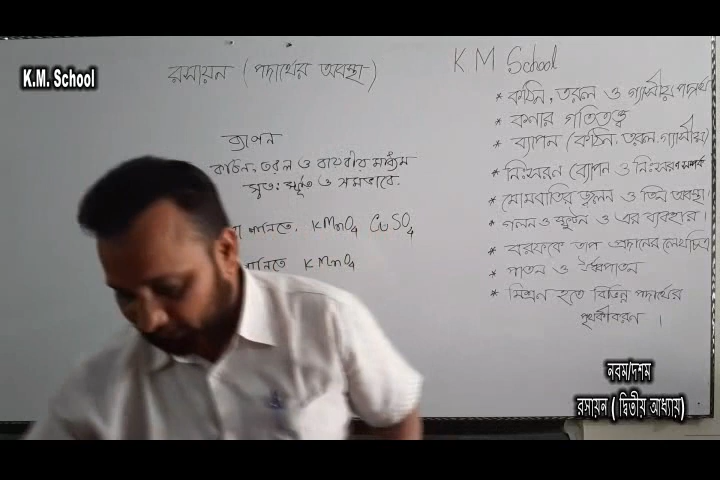 K.M. School
রসায়ন ( পদার্থের অবস্থা )
K M School
ব্যাপন
কঠিন, তরল ও বায়বীয় মাধ্যম
স্বতঃস্ফূর্ত ও সমভাবে.
পানিতে. KMnO4 CuSO4
পানিতে KMnO4
* কঠিন, তরল ও গ্যাসীয় পদার্থ
* কণার গতিতত্ত্ব
* ব্যাপন (কঠিন, তরল, গ্যাসীয়)
* নিঃসরণ ব্যাপন ও নিঃসরণ
* মোমবাতির জ্বলন ও তিন অবস্থা।
* গলন ও স্ফুটন ও এর ব্যবহার।
* বরফকে তাপ প্রদানের লেখচিত্র
* পাতন ও ঊর্ধ্বপাতন
* মিশ্রণ হতে বিভিন্ন পদার্থের
পৃথকীকরণ ।
নবম/দশম
রসায়ন ( দ্বিতীয় আধ্যায়)